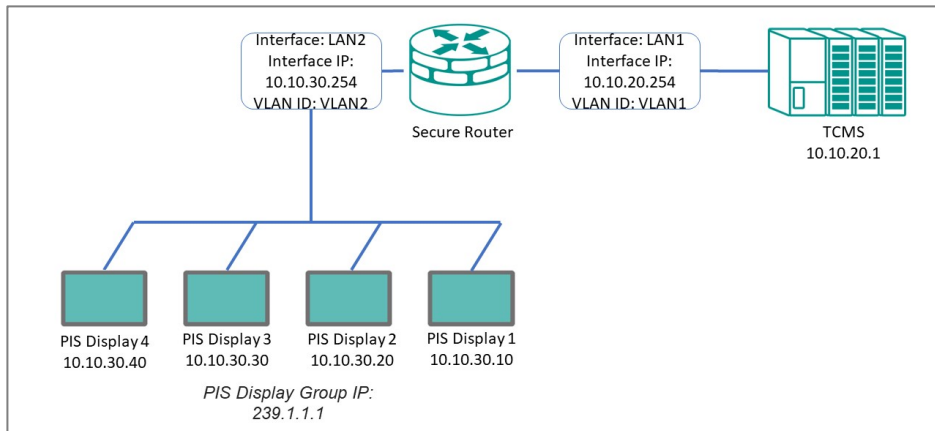 Interface: LAN2
Interface IP:
10.10.30.254
VLAN ID: VLAN2
Secure Router
Interface: LAN1
Interface IP:
10.10.20.254
VLAN ID: VLAN1
TCMS
10.10.20.1
PIS Display 4
10.10.30.40
PIS Display 3
10.10.30.30
PIS Display 2
10.10.30.20
PIS Display 1
10.10.30.10
PIS Display Group IP:
239.1.1.1